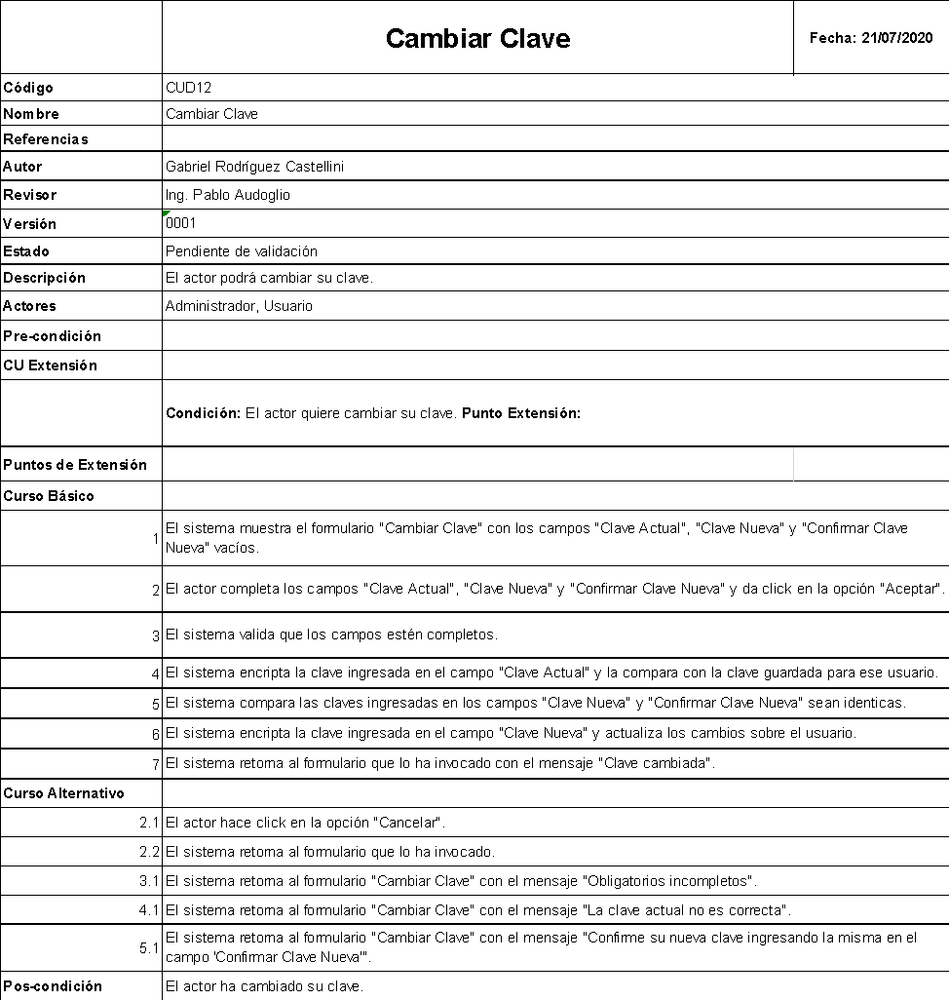 Cambiar Clave
Fecha: 21/07/2020
Código CUD12
Nombre Cambiar Clave
Referencias
Autor Gabriel Rodríguez Castellini
Revisor Ing. Pablo Audoglio
Versión 0001
Estado Pendiente de validación
Descripción El actor podrá cambiar su clave.
Actores Administrador, Usuario
Pre-condición
CU Extensión
Condición: El actor quiere cambiar su clave. Punto Extensión:
Puntos de Extensión
Curso Básico
1 El sistema muestra el formulario "Cambiar Clave" con los campos "Clave Actual", "Clave Nueva" y "Confirmar Clave
Nueva" vacíos.
2 El actor completa los campos "Clave Actual", "Clave Nueva" y "Confirmar Clave Nueva" y da click en la opción "Aceptar".
3 El sistema valida que los campos estén completos.
4 El sistema encripta la clave ingresada en el campo "Clave Actual" y la compara con la clave guardada para ese usuario.
5 El sistema compara las claves ingresadas en los campos "Clave Nueva" y "Confirmar Clave Nueva" sean identicas.
6 El sistema encripta la clave ingresada en el campo "Clave Nueva" y actualiza los cambios sobre el usuario.
7 El sistema retorna al formulario que lo ha invocado con el mensaje "Clave cambiada".
Curso Alternativo
2.1 El actor hace click en la opción "Cancelar".
2.2 El sistema retorna al formulario que lo ha invocado.
3.1 El sistema retorna al formulario "Cambiar Clave" con el mensaje "Obligatorios incompletos".
4.1 El sistema retorna al formulario "Cambiar Clave" con el mensaje "La clave actual no es correcta".
5.1 El sistema retorna al formulario "Cambiar Clave" con el mensaje "Confirme su nueva clave ingresando la misma en el
campo 'Confirmar Clave Nueva'".
Pos-condición El actor ha cambiado su clave.